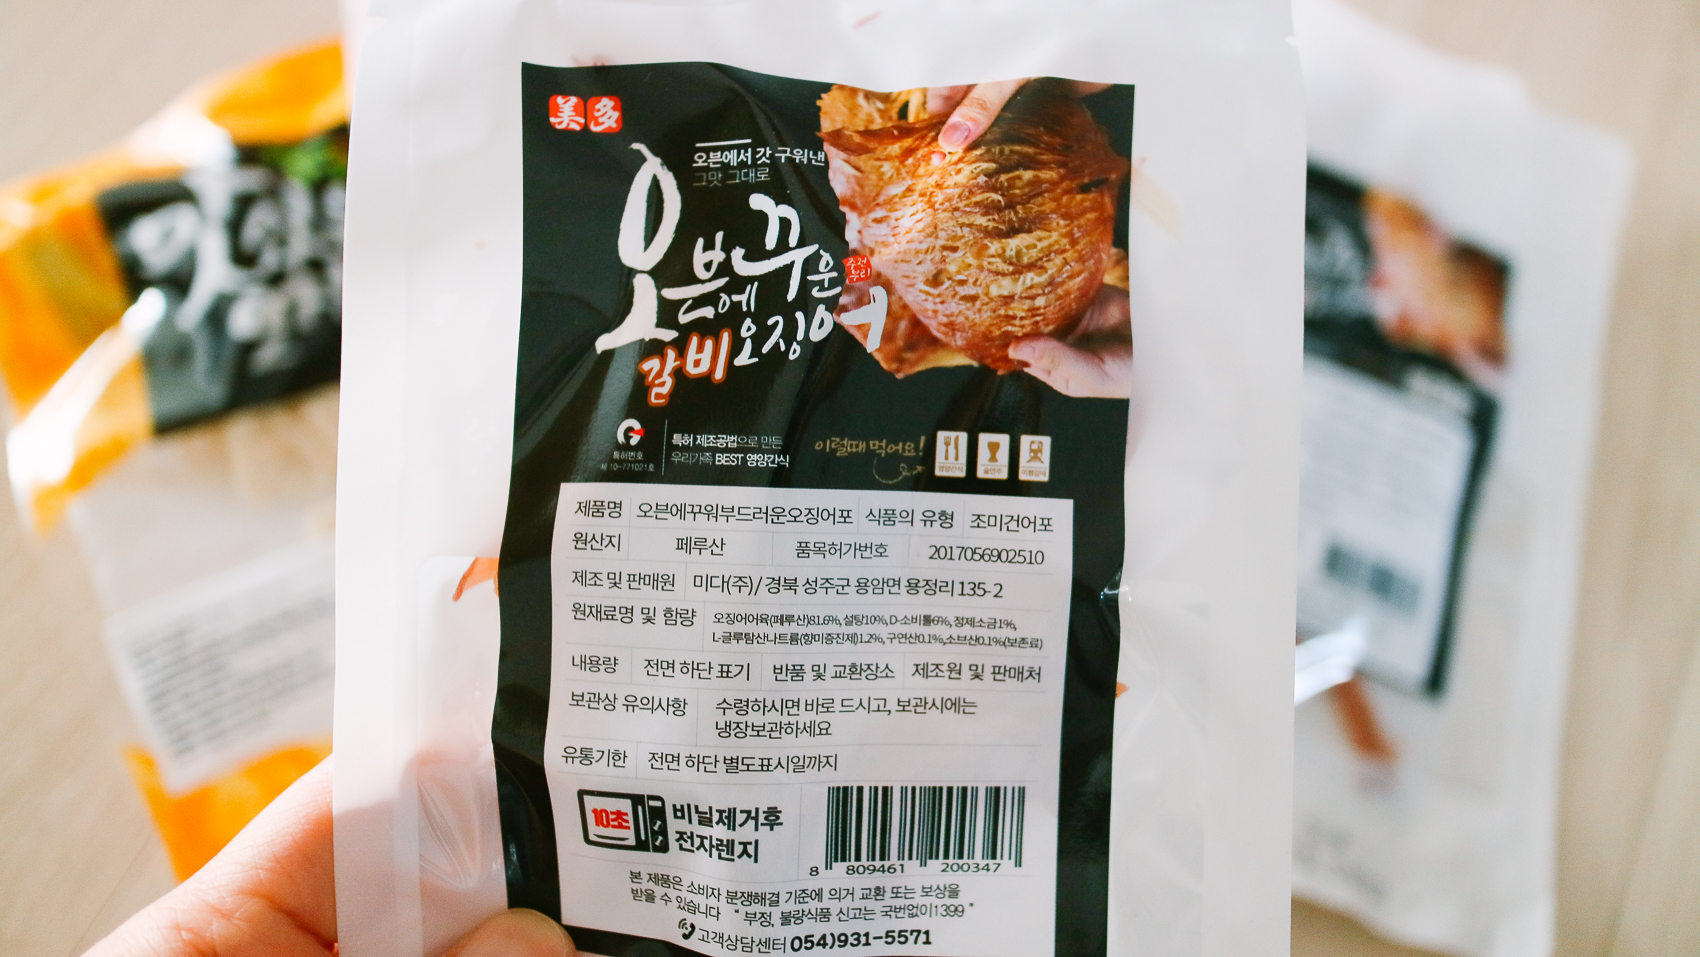 美多
오븐에서 갓 구워낸
그맛 그대로
오븐에 꾸운
갈비오징어
특허번호
제 10-771021호
특허 제조공법으로 만든
우리가족 BEST 영양간식
이럴때 먹어요!
영양간식 술안주
제품명 오븐에꾸워부드러운오징어포 식품의 유형 조미건어포
원산지 페루산 품목허가번호 2017056902510
제조 및 판매원 미다(주)/ 경북 성주군 용암면 용정리 135-2
원재료명 및 함량 오징어어육(페루산)81.6%, 설탕10%, D-소비톨6%, 정제소금1%,
L-글루탐산나트륨(향미증진제)1.2%, 구연산0.1%,소브산0.1%(보존료)
내용량 전면 하단 표기 반품 및 교환장소 제조원 및 판매처
보관상 유의사항 수령하시면 바로 드시고, 보관시에는
냉장보관하세요
유통기한 전면 하단 별도표시일까지
10초 비닐제거후
전자렌지
8 809461 200347
본 제품은 소비자 분쟁해결 기준에 의거 교환 또는 보상을
받을 수 있습니다 " 부정, 불량식품 신고는 국번없이1399 "
고객상담센터 054)931-5571